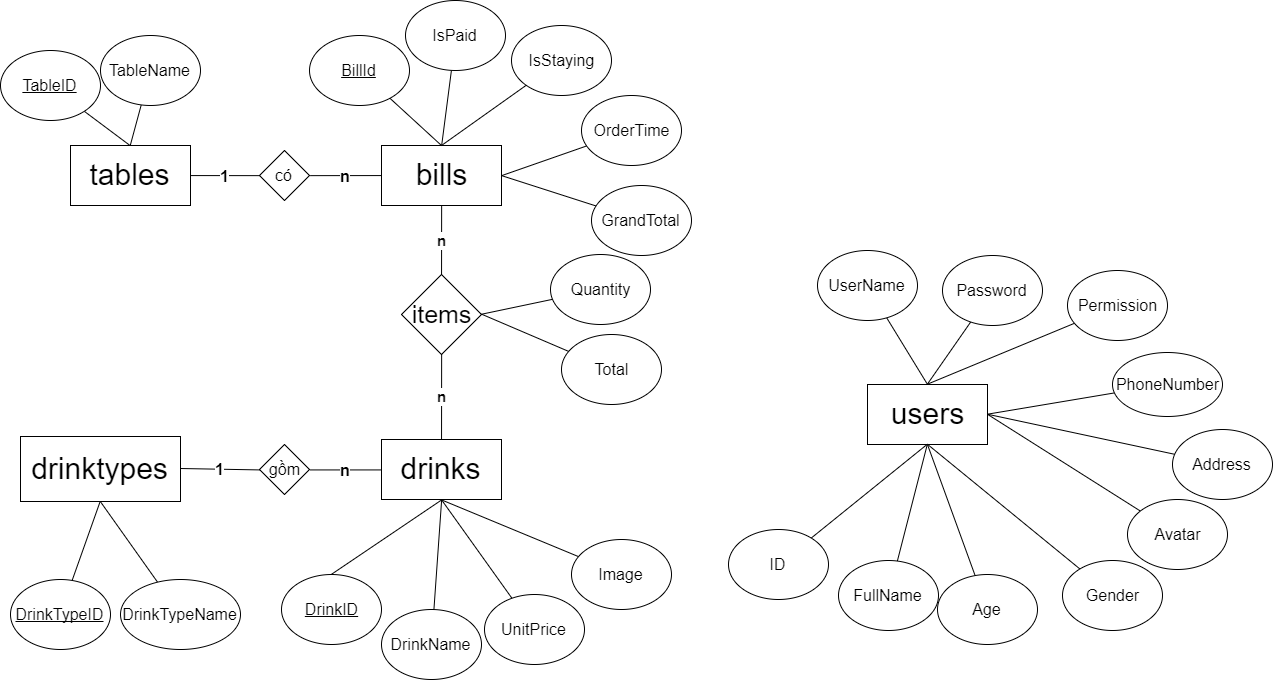 IsPaid
BillId
IsStaying
TableName
TableID
OrderTime
tables
1
có
n
bills
GrandTotal
n
Quantity
items
Total
n
drinktypes
1
gồm
n
drinks
Image
DrinkTypeID
DrinkTypeName
DrinkID
DrinkName
UnitPrice
UserName
Password
Permission
PhoneNumber
users
Address
Avatar
ID
FullName
Age
Gender